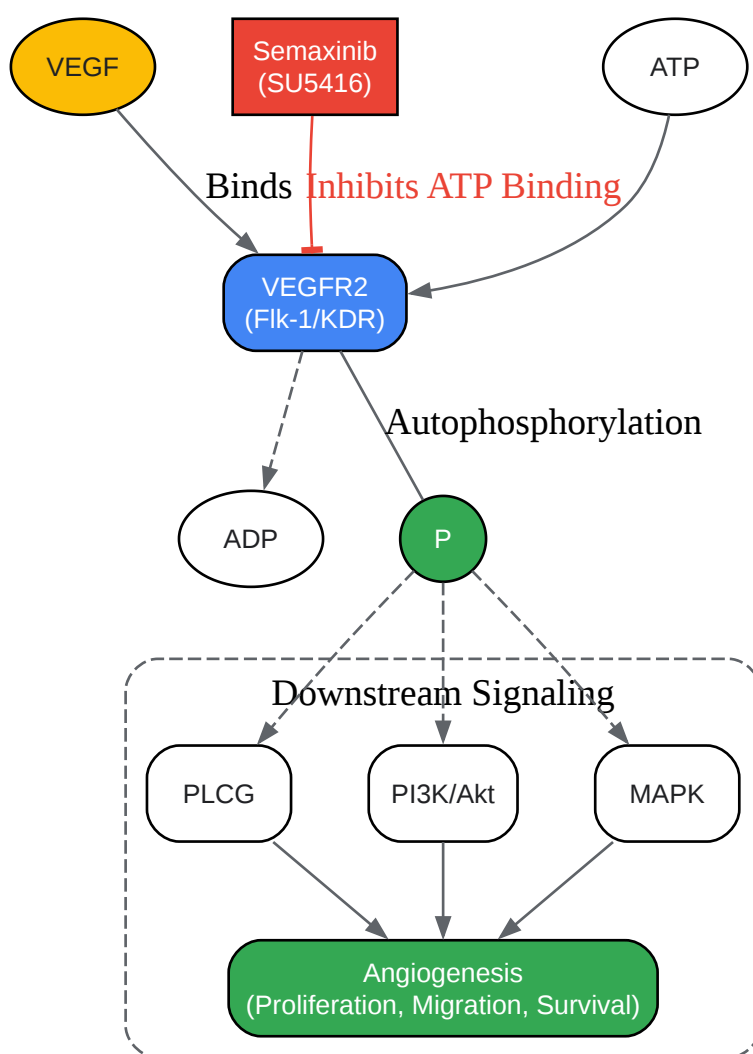 VEGF
Semaxinib
(SU5416)
ATP
Binds
Inhibits ATP Binding
VEGFR2
(Flk-1/KDR)
Autophosphorylation
ADP
P
Downstream Signaling
PLCG
PI3K/Akt
MAPK
Angiogenesis
(Proliferation, Migration, Survival)